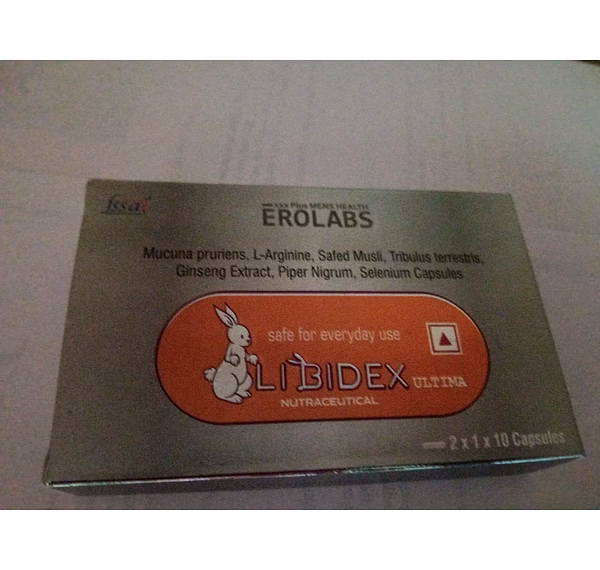 fssai
xxx Plus MENS HEALTH
EROLABS
Mucuna pruriens, L-Arginine, Safed Musli, Tribulus terrestris,
Ginseng Extract, Piper Nigrum, Selenium Capsules
safe for everyday use
LIBIDEX ULTIMA
NUTRACEUTICAL
2 x 1 x 10 Capsules